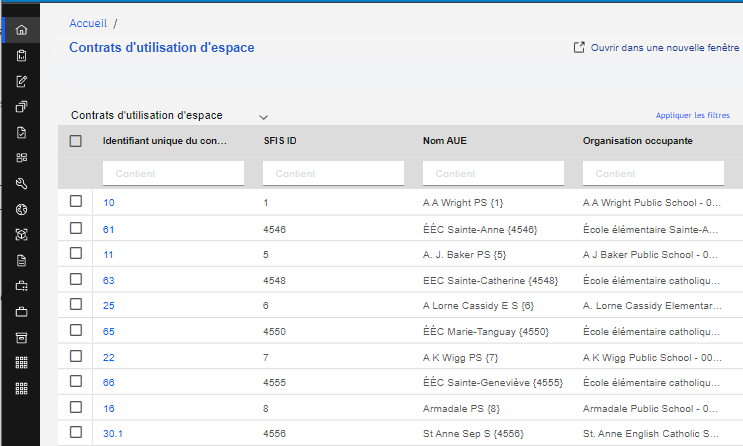 Accueil /
Contrats d'utilisation d'espace
Ouvrir dans une nouvelle fenêtre
Contrats d'utilisation d'espace
Appliquer les filtres
Identifiant unique du con... SFIS ID Nom AUE Organisation occupante
Contient Contient Contient Contient
10 1 A A Wright PS {1} A A Wright Public School - 0...
61 4546 ÉÉC Sainte-Anne {4546} École élémentaire Sainte-A...
11 5 A. J. Baker PS {5} A J Baker Public School - 0...
63 4548 EEC Sainte-Catherine {4548} École élémentaire catholiqu...
25 6 A Lorne Cassidy E S {6} A. Lorne Cassidy Elementar...
65 4550 ÉÉC Marie-Tanguay {4550} École élémentaire catholiqu...
22 7 A K Wigg PS {7} A K Wigg Public School - 00...
66 4555 ÉÉC Sainte-Geneviève {4555} École élémentaire catholiqu...
16 8 Armadale PS {8} Armadale Public School - 0...
30.1 4556 St Anne Sep S {4556} St. Anne English Catholic S...